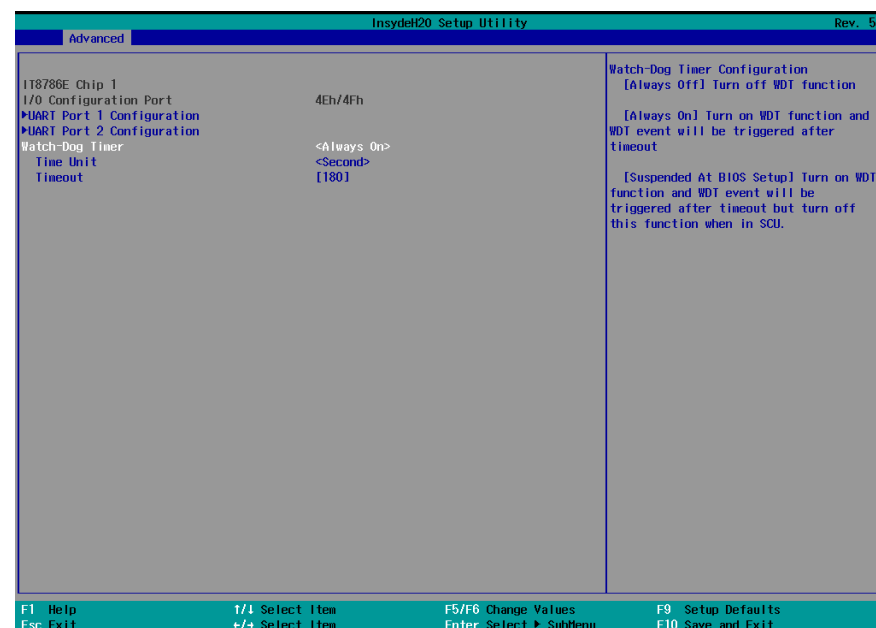 InsydeH2O Setup Utility Rev. 5
Advanced
IT8786E Chip 1
I/O Configuration Port 4Eh/4Fh
▶UART Port 1 Configuration
▶UART Port 2 Configuration
Watch-Dog Timer <Always On>
Time Unit <Second>
Timeout [180]
Watch-Dog Timer Configuration
[Always Off] Turn off WDT function
[Always On] Turn on WDT function and
WDT event will be triggered after
timeout
[Suspended At BIOS Setup] Turn on WDT
function and WDT event will be
triggered after timeout but turn off
this function when in SCU.
F1 Help ↑/↓ Select Item F5/F6 Change Values F9 Setup Defaults
Esc Exit ←/→ Select Item Enter Select ▶ SubMenu F10 Save and Exit